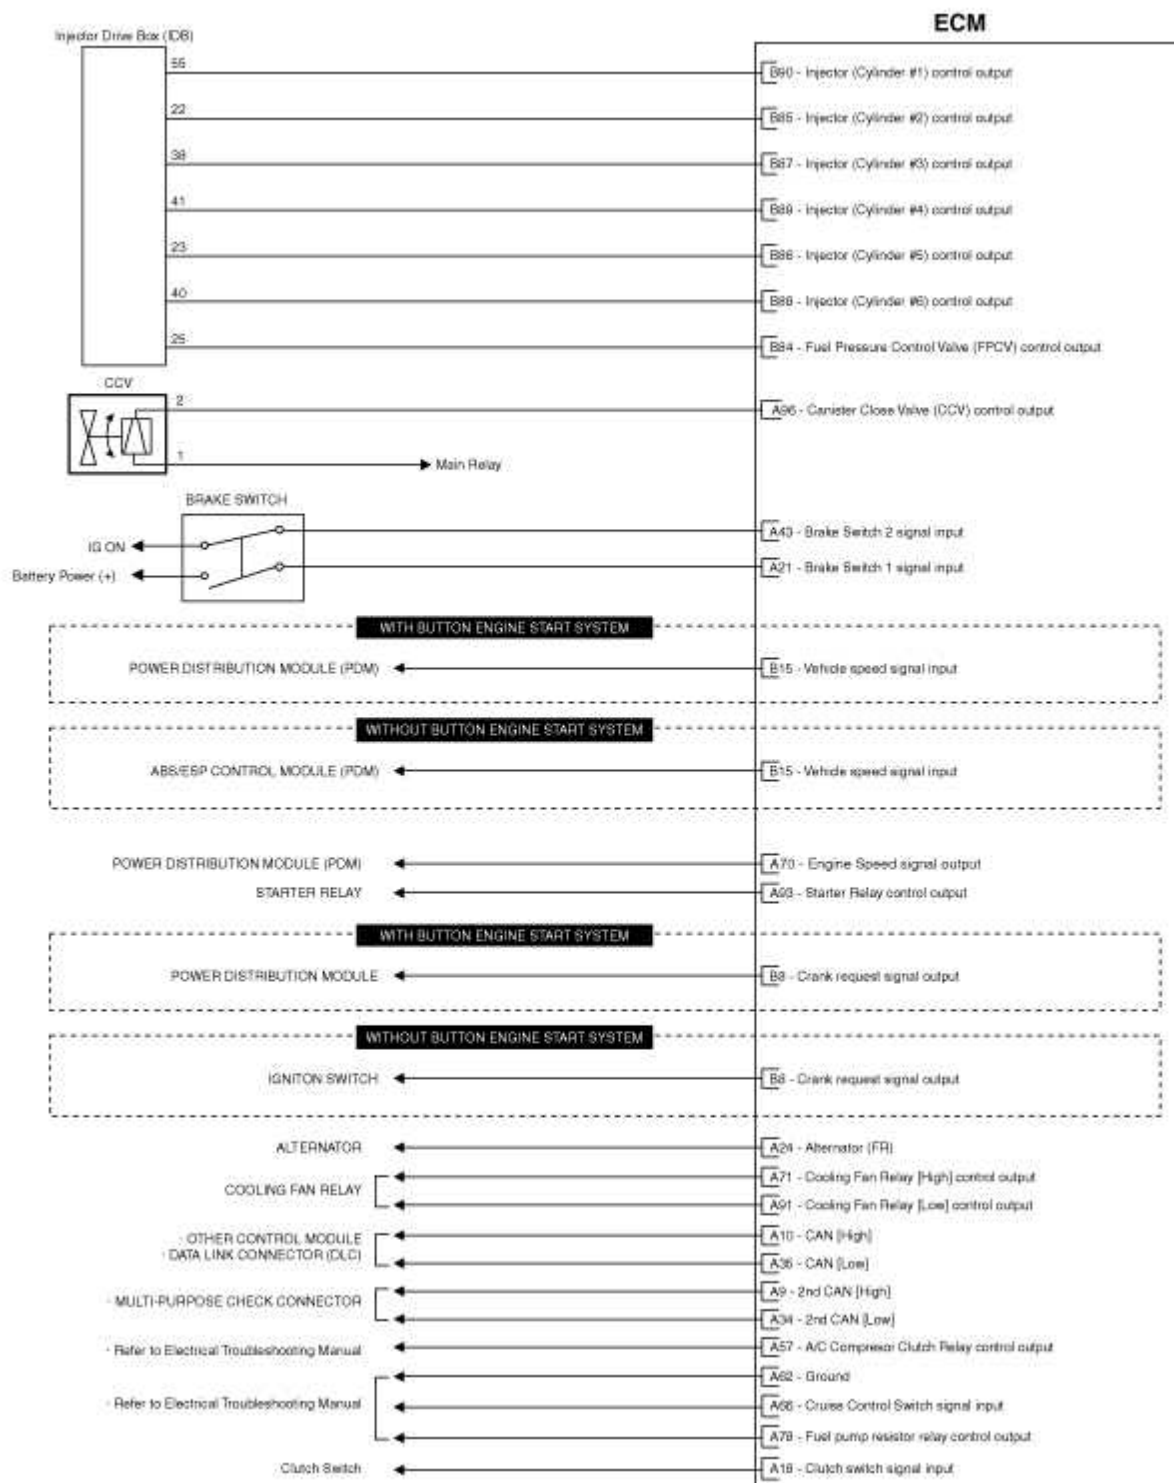 ECM
Injector Drive Box (IDB)
55
B90 - Injector (Cylinder #1) control output
22
B85 - Injector (Cylinder #2) control output
38
B87 - Injector (Cylinder #3) control output
41
B89 - Injector (Cylinder #4) control output
23
B86 - Injector (Cylinder #5) control output
40
B88 - Injector (Cylinder #6) control output
25
B84 - Fuel Pressure Control Valve (FPCV) control output
CCV
2
A96 - Canister Close Valve (CCV) control output
1
Main Relay
BRAKE SWITCH
A43 - Brake Switch 2 signal input
IG ON
A21 - Brake Switch 1 signal input
Battery Power (+)
WITH BUTTON ENGINE START SYSTEM
POWER DISTRIBUTION MODULE (PDM)
B15 - Vehicle speed signal input
WITHOUT BUTTON ENGINE START SYSTEM
ABS/ESP CONTROL MODULE (PDM)
B15 - Vehicle speed signal input
POWER DISTRIBUTION MODULE (PDM)
A70 - Engine Speed signal output
STARTER RELAY
A93 - Starter Relay control output
WITH BUTTON ENGINE START SYSTEM
POWER DISTRIBUTION MODULE
B8 - Crank request signal output
WITHOUT BUTTON ENGINE START SYSTEM
IGNITON SWITCH
B8 - Crank request signal output
ALTERNATOR
A24 - Alternator (FR)
A71 - Cooling Fan Relay [High] control output
COOLING FAN RELAY
A91 - Cooling Fan Relay [Low] control output
· OTHER CONTROL MODULE
A10 - CAN [High]
· DATA LINK CONNECTOR (DLC)
A36 - CAN [Low]
A9 - 2nd CAN [High]
· MULTI-PURPOSE CHECK CONNECTOR
A34 - 2nd CAN [Low]
· Refer to Electrical Troubleshooting Manual
A57 - A/C Compresor Clutch Relay control output
A62 - Ground
· Refer to Electrical Troubleshooting Manual
A66 - Cruise Control Switch signal input
A78 - Fuel pump resistor relay control output
Clutch Switch
A18 - Clutch switch signal input